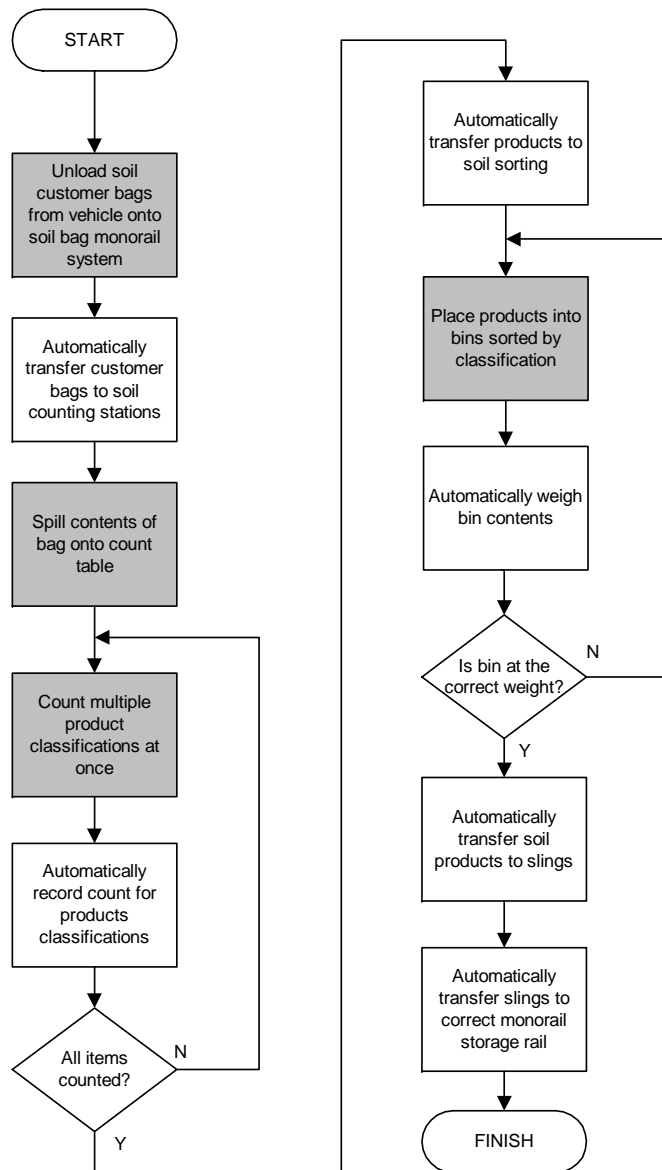 START
Unload soil
customer bags
from vehicle onto
soil bag monorail
system
Automatically
transfer customer
bags to soil
counting stations
Spill contents of
bag onto count
table
Count multiple
product
classifications at
once
Automatically
record count for
products
classifications
All items
counted?
N
Y
Automatically
transfer products to
soil sorting
Place products into
bins sorted by
classification
Automatically weigh
bin contents
Is bin at the
correct weight?
N
Y
Automatically
transfer soil
products to slings
Automatically
transfer slings to
correct monorail
storage rail
FINISH